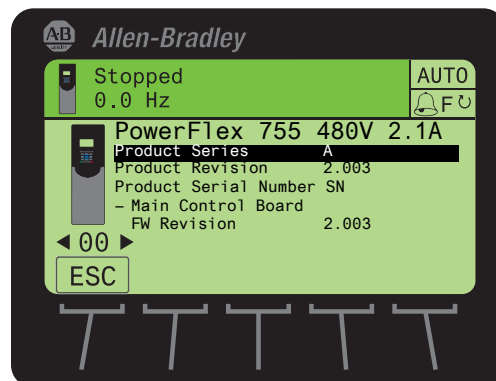 AB Allen-Bradley
Stopped
0.0 Hz
AUTO
F
PowerFlex 755 480V 2.1A
Product Series A
Product Revision 2.003
Product Serial Number SN
– Main Control Board
FW Revision 2.003
◄ 00 ►
ESC